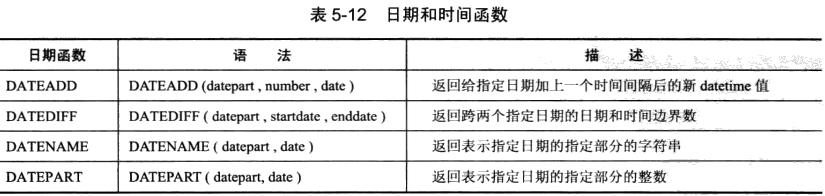 表 5-12 日期和时间函数
日期函数 语 法 描 述
DATEADD DATEADD (datepart , number , date ) 返回给指定日期加上一个时间间隔后的新 datetime 值
DATEDIFF DATEDIFF ( datepart , startdate , enddate ) 返回跨两个指定日期的日期和时间边界数
DATENAME DATENAME ( datepart , date ) 返回表示指定日期的指定部分的字符串
DATEPART DATEPART ( datepart, date ) 返回表示指定日期的指定部分的整数